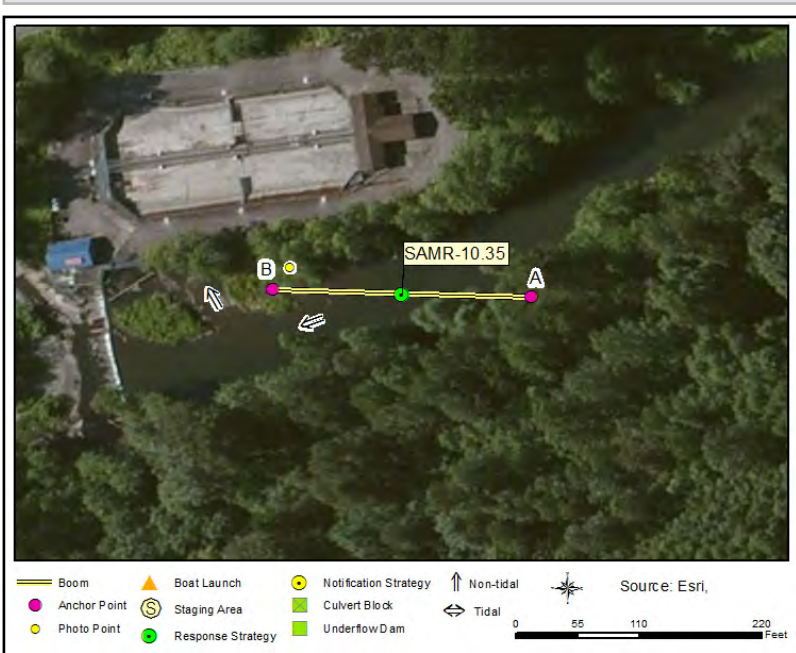 SAMR-10.35
B
A
Boom
Boat Launch
Notification Strategy
Non-tidal
Source: Esri,
Anchor Point
S
Staging Area
Culvert Block
Tidal
Photo Point
Response Strategy
Underflow Dam
0 55 110 220
Feet